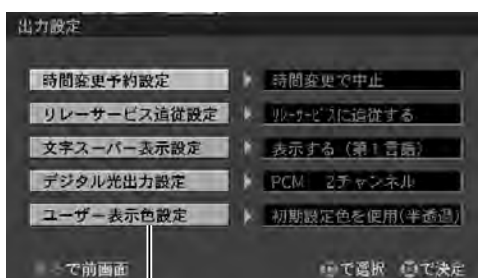 出力設定
時間変更予約設定 時間変更で中止
リレーサービス追従設定 リレーサービスに追従する
文字スーパー表示設定 表示する（第1言語）
デジタル光出力設定 PCM 2チャンネル
ユーザー表示色設定 初期設定色を使用(半透過)
で前画面 で選択 で決定